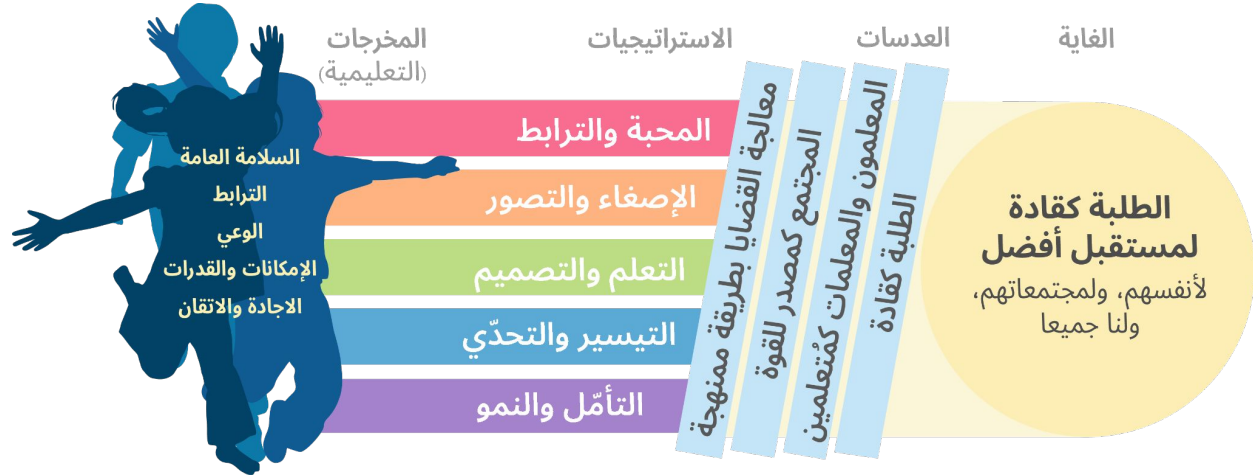 الغاية
العدسات
الاستراتيجيات
المخرجات
(التعليمية)
الطلبة كقادة
لمستقبل أفضل
لأنفسهم، ولمجتمعاتهم،
ولنا جميعا
الطلبة كقادة
المعلمون والمعلمات كمُتعلمين
المجتمع كمصدر للقوة
معالجة القضايا بطريقة ممنهجة
المحبة والترابط
الإصغاء والتصور
التعلم والتصميم
التيسير والتحدّي
التأمّل والنمو
السلامة العامة
الترابط
الوعي
الإمكانات والقدرات
الاجادة والاتقان